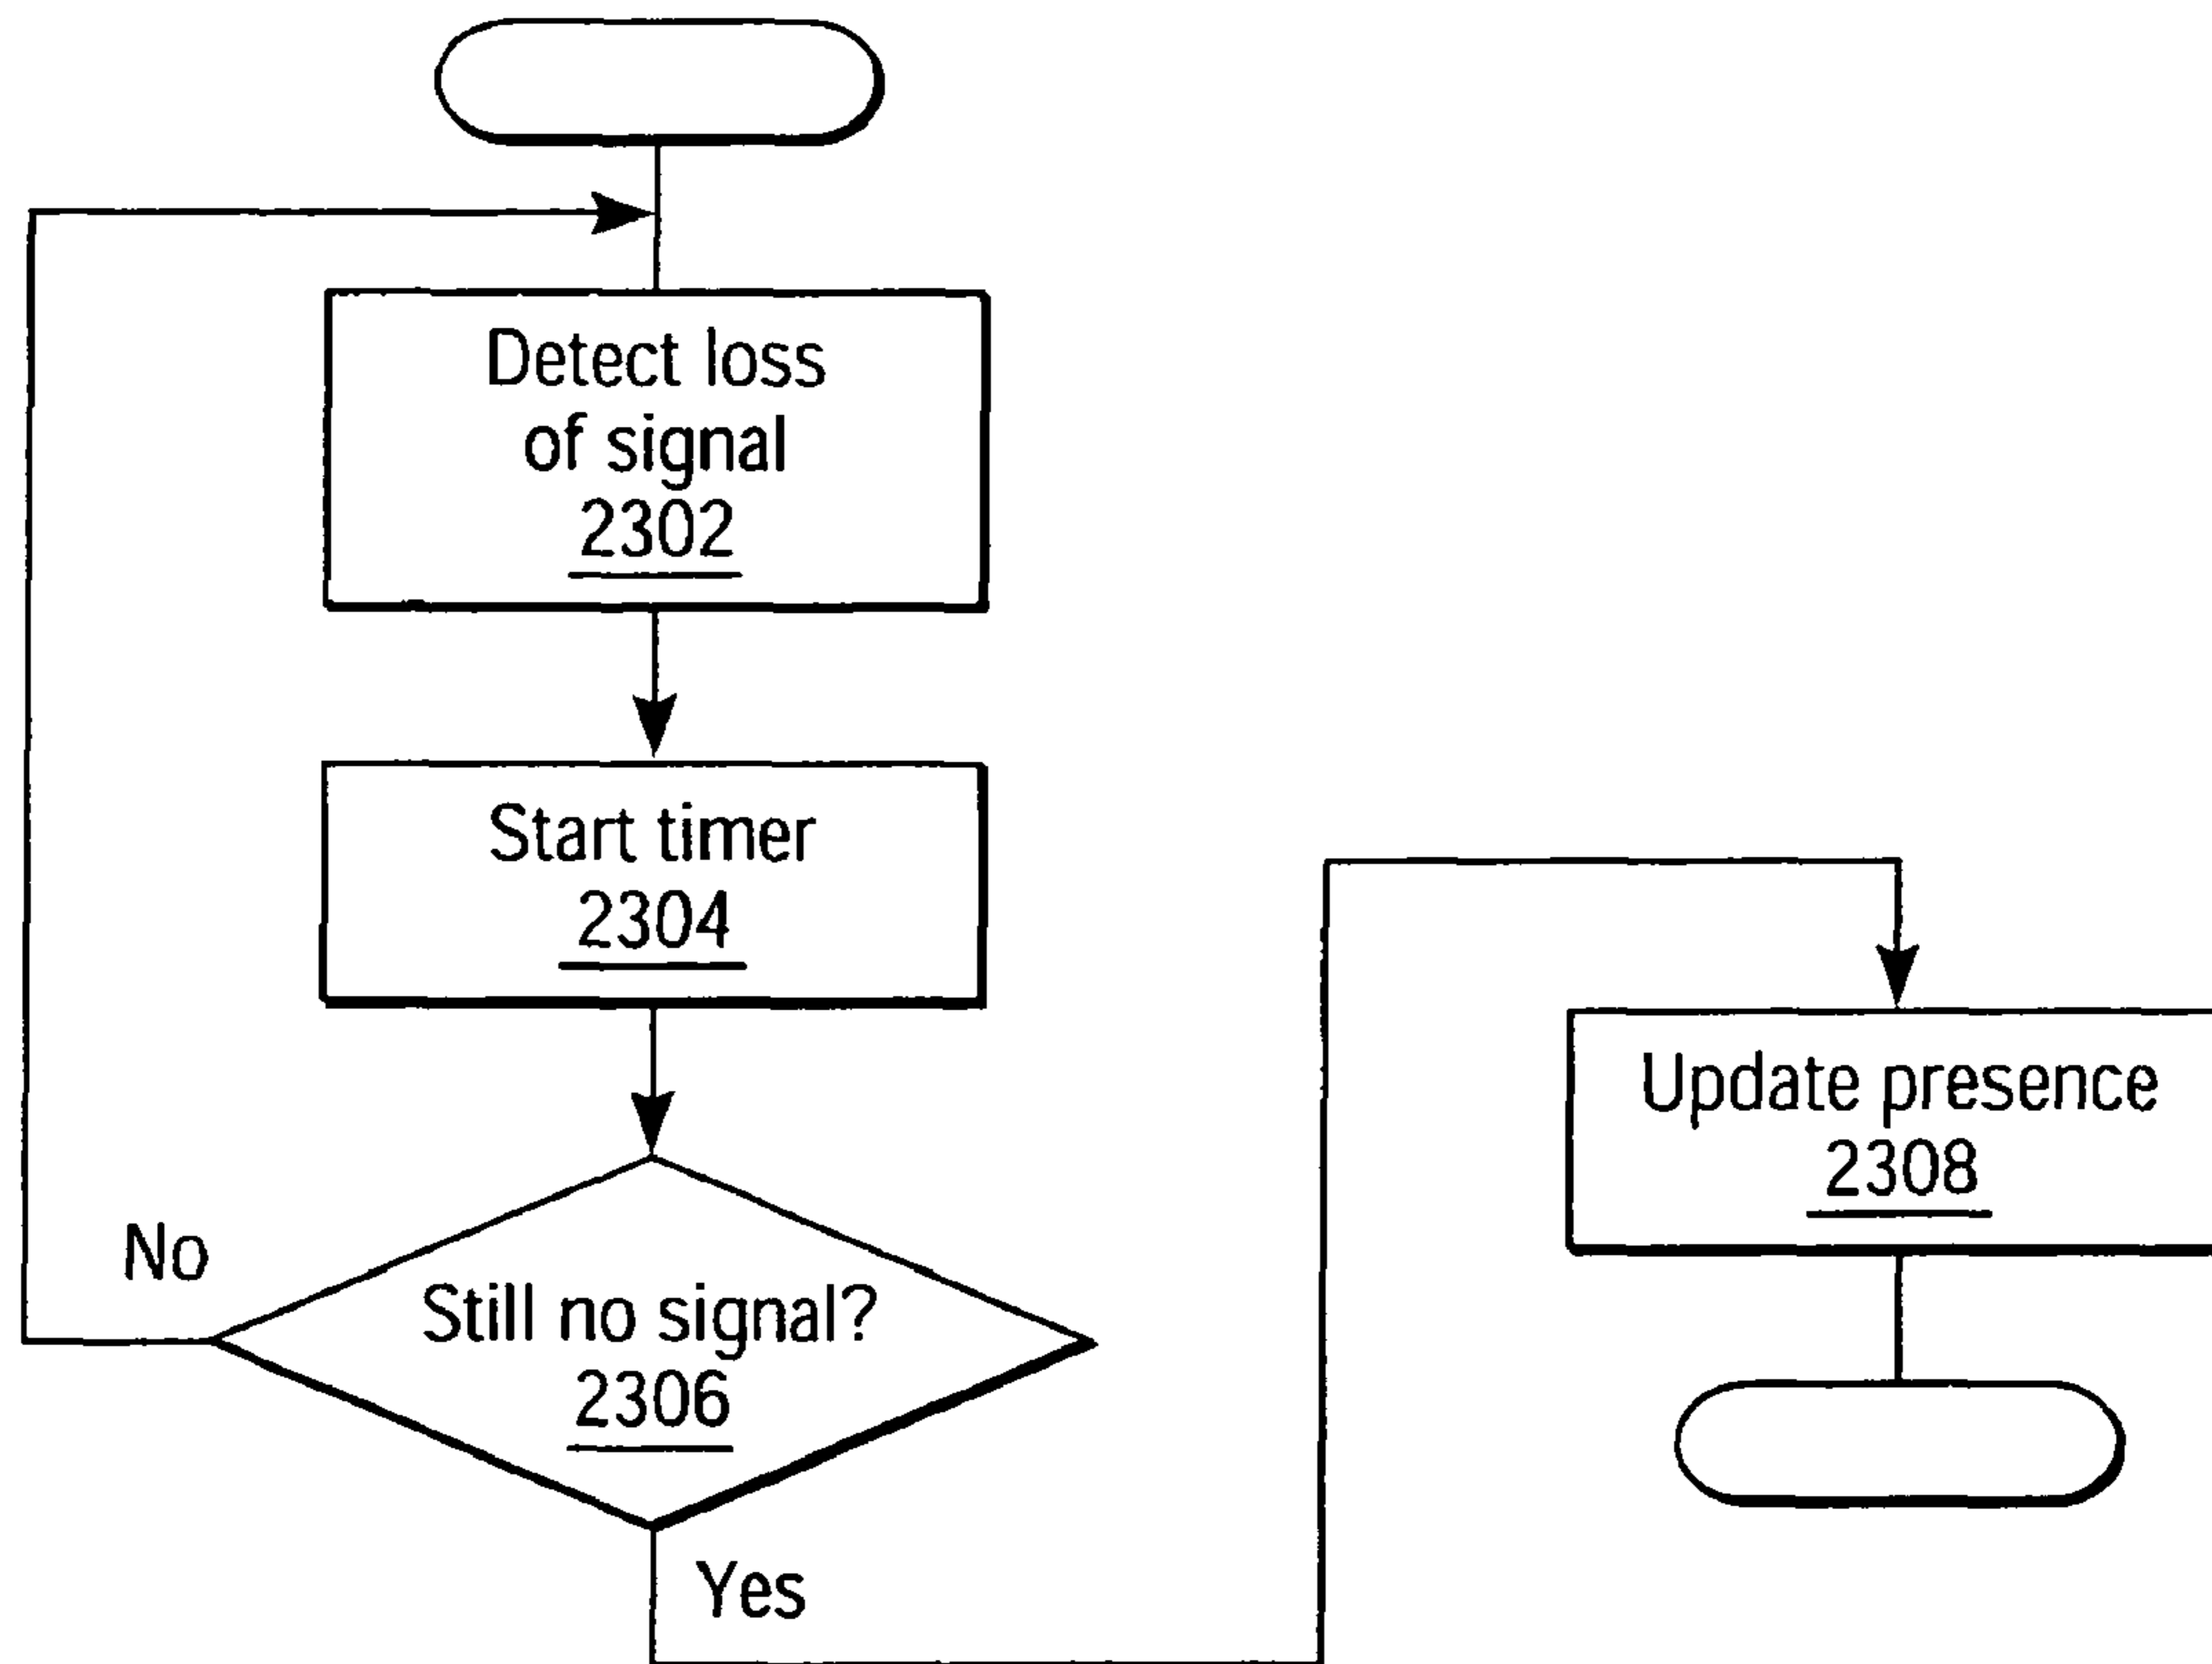 Detect loss
of signal
2302
Start timer
2304
No
Still no signal?
2306
Yes
Update presence
2308